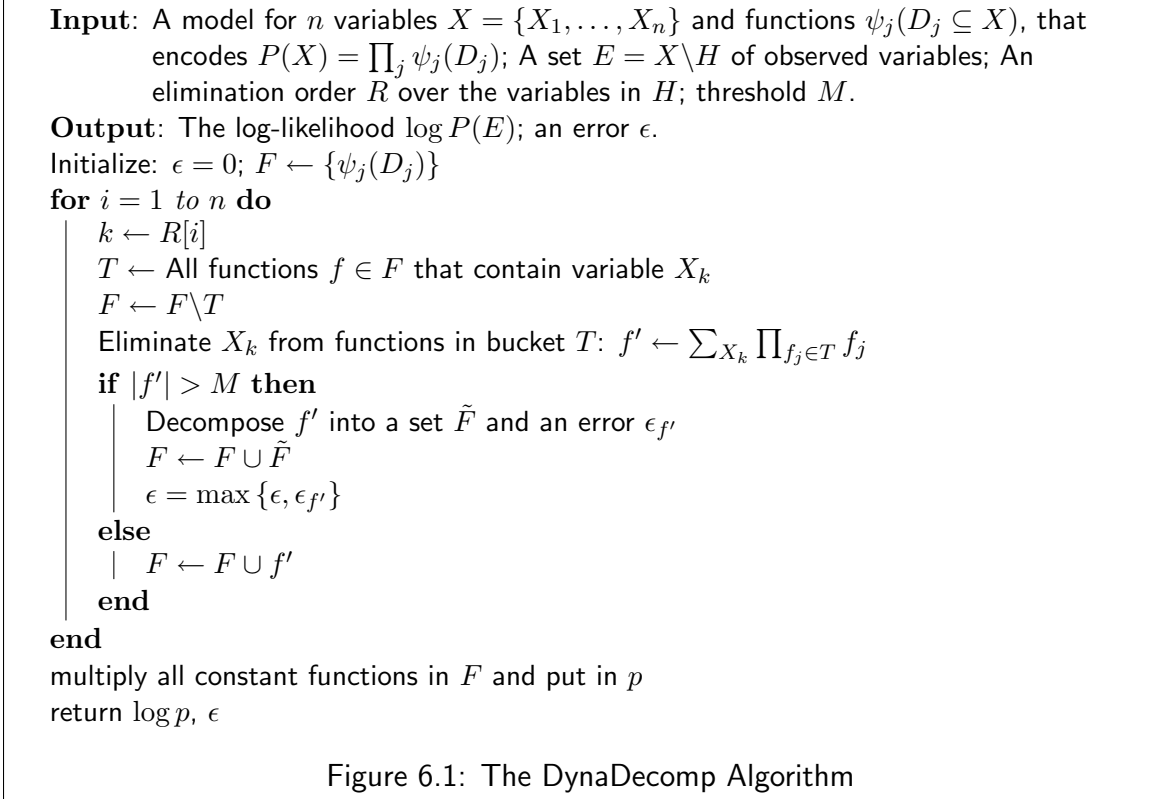 Input: A model for n variables X = {X₁, . . . , Xₙ} and functions ψⱼ(Dⱼ ⊆ X), that
encodes P(X) = ∏ⱼ ψⱼ(Dⱼ); A set E = X\H of observed variables; An
elimination order R over the variables in H; threshold M.
Output: The log-likelihood log P(E); an error ϵ.
Initialize: ϵ = 0; F ← {ψⱼ(Dⱼ)}
for i = 1 to n do
k ← R[i]
T ← All functions f ∈ F that contain variable Xₖ
F ← F\T
Eliminate Xₖ from functions in bucket T: f′ ← ∑_{Xₖ} ∏_{fⱼ∈T} fⱼ
if |f′| > M then
Decompose f′ into a set F̃ and an error ϵ_{f′}
F ← F ∪ F̃
ϵ = max {ϵ, ϵ_{f′}}
else
F ← F ∪ f′
end
end
multiply all constant functions in F and put in p
return log p, ϵ
Figure 6.1: The DynaDecomp Algorithm